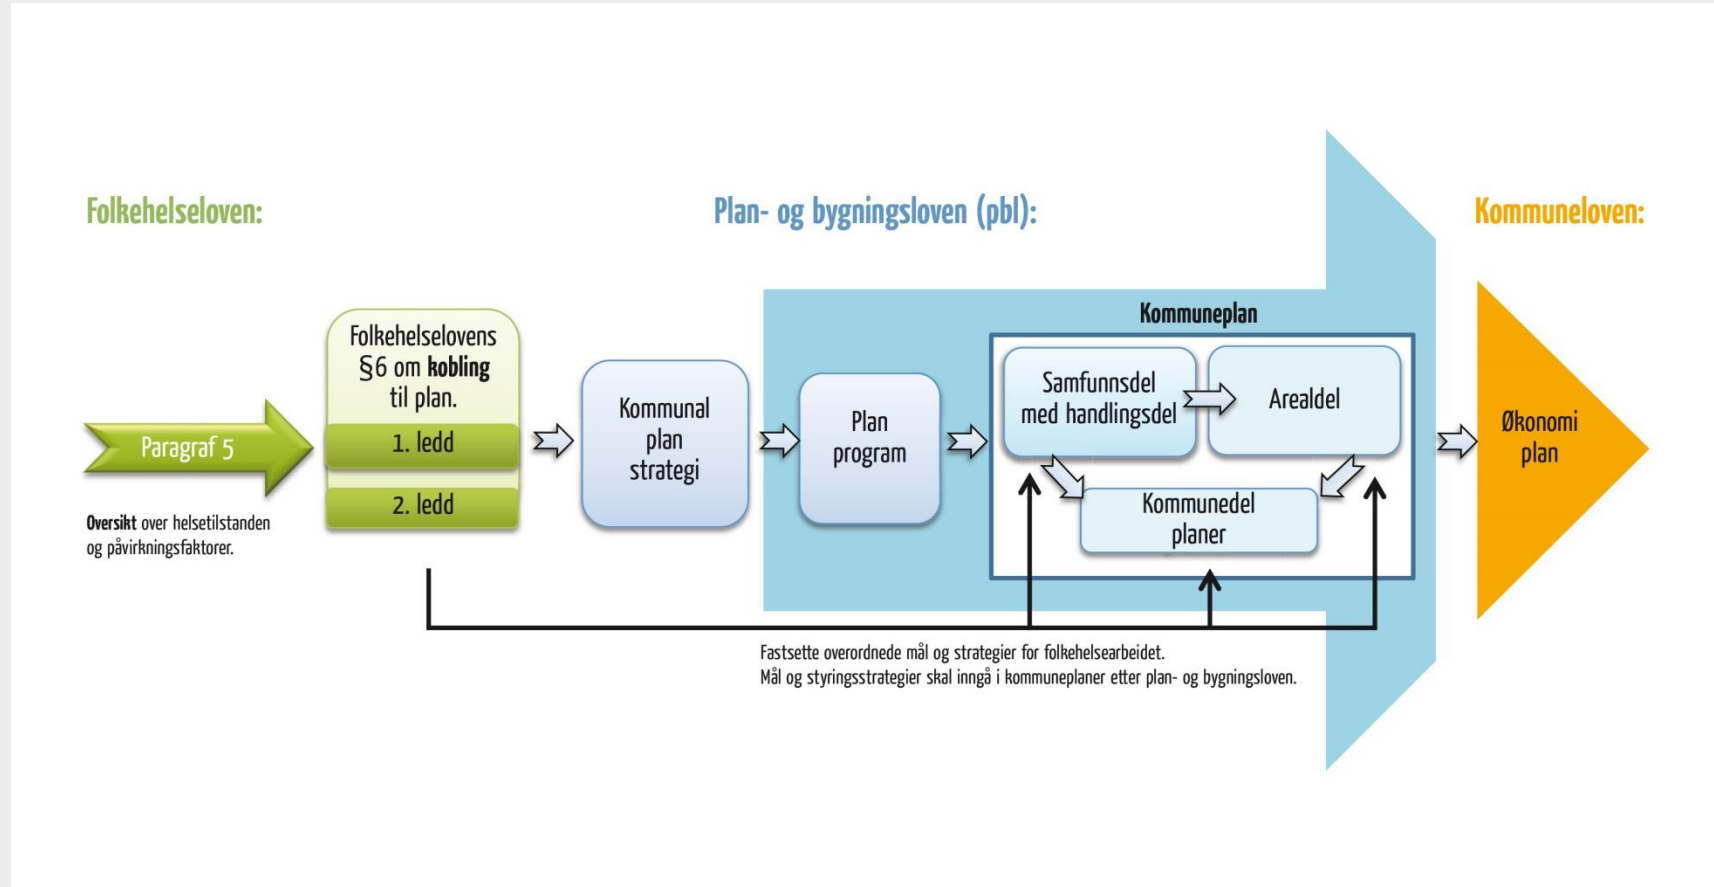 Folkehelseloven:
Plan- og bygningsloven (pbl):
Kommuneloven:
Paragraf 5
Oversikt over helsetilstanden
og påvirkningsfaktorer.
Folkehelselovens
§6 om kobling
til plan.
1. ledd
2. ledd
Kommunal
plan
strategi
Plan
program
Kommuneplan
Samfunnsdel
med handlingsdel
Arealdel
Kommunedel
planer
Økonomi
plan
Fastsette overordnede mål og strategier for folkehelsearbeidet.
Mål og styringsstrategier skal inngå i kommuneplaner etter plan- og bygningsloven.